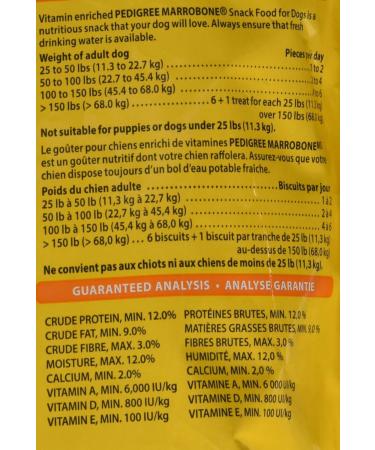 Vitamin enriched PEDIGREE MARROBONE® Snack Food for Dogs is a
nutritious snack that your dog will love. Always ensure that fresh
drinking water is available.
Weight of adult dog Pieces per day
25 to 50 lbs (11.3 to 22.7 kg) 1 to 2
50 to 100 lbs (22.7 to 45.4 kg) 2 to 4
100 to 150 lbs (45.4 to 68.0 kg) 4 to 6
> 150 lbs (> 68.0 kg) 6 + 1 treat for each 25 lbs (11.3 kg)
over 150 lbs (68.0 kg)
Not suitable for puppies or dogs under 25 lbs (11.3 kg).
Le goûter pour chiens enrichi de vitamines PEDIGREE MARROBONE
est un goûter nutritif dont votre chien raffolera. Assurez-vous que votre
chien dispose toujours d'un bol d'eau potable fraîche.
Poids du chien adulte Biscuits par jour
25 lb à 50 lb (11,3 kg à 22,7 kg) 1 à 2
50 lb à 100 lb (22,7 kg à 45,4 kg) 2 à 4
100 lb à 150 lb (45,4 kg à 68,0 kg) 4 à 6
> 150 lb (> 68,0 kg) 6 biscuits + 1 biscuit par tranche de 25 lb (11,3 kg)
au-dessus de 150 lb (68,0 kg)
Ne convient pas aux chiots ni aux chiens de moins de 25 lb (11,3 kg).
GUARANTEED ANALYSIS • ANALYSE GARANTIE
CRUDE PROTEIN, MIN. 12.0%
CRUDE FAT, MIN. 9.0%
CRUDE FIBRE, MAX. 3.0%
MOISTURE, MAX. 12.0%
CALCIUM, MIN. 2.0%
VITAMIN A, MIN. 6,000 IU/kg
VITAMIN D, MIN. 800 IU/kg
VITAMIN E, MIN. 100 IU/kg
PROTÉINES BRUTES, MIN. 12,0 %
MATIÈRES GRASSES BRUTES, MIN. 9,0 %
FIBRES BRUTES, MAX. 3,0 %
HUMIDITÉ, MAX. 12,0 %
CALCIUM, MIN. 2,0 %
VITAMINE A, MIN. 6 000 UI/kg
VITAMINE D, MIN. 800 UI/kg
VITAMINE E, MIN. 100 UI/kg